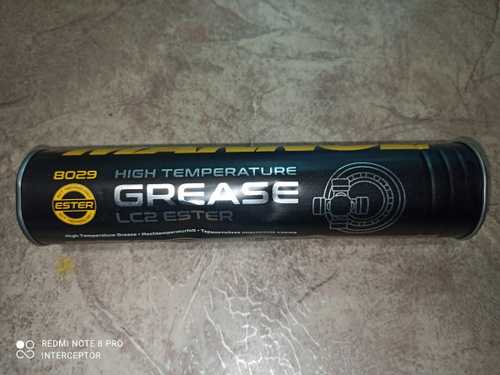 8029
HIGH TEMPERATURE
GREASE
LC2 ESTER
ESTER
High Temperature Grease • Hochtemperaturfett •
REDMI NOTE 8 PRO
INTERCEPTOR